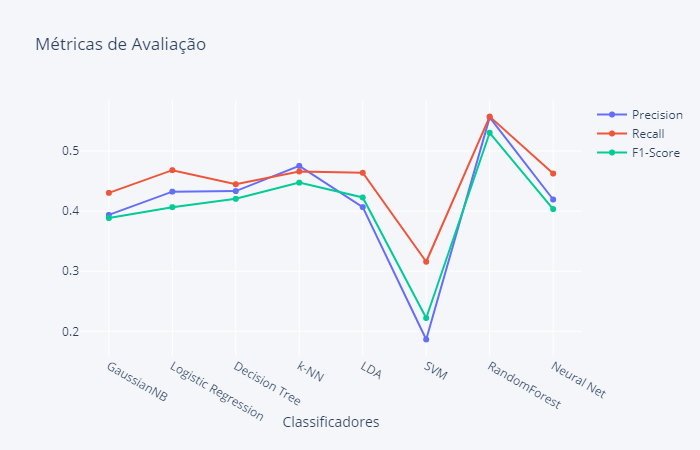 Métricas de Avaliação
Precision
Recall
F1-Score
0.5
0.4
0.3
0.2
GaussianNB
Logistic Regression
Decision Tree
k-NN
LDA
SVM
RandomForest
Neural Net
Classificadores